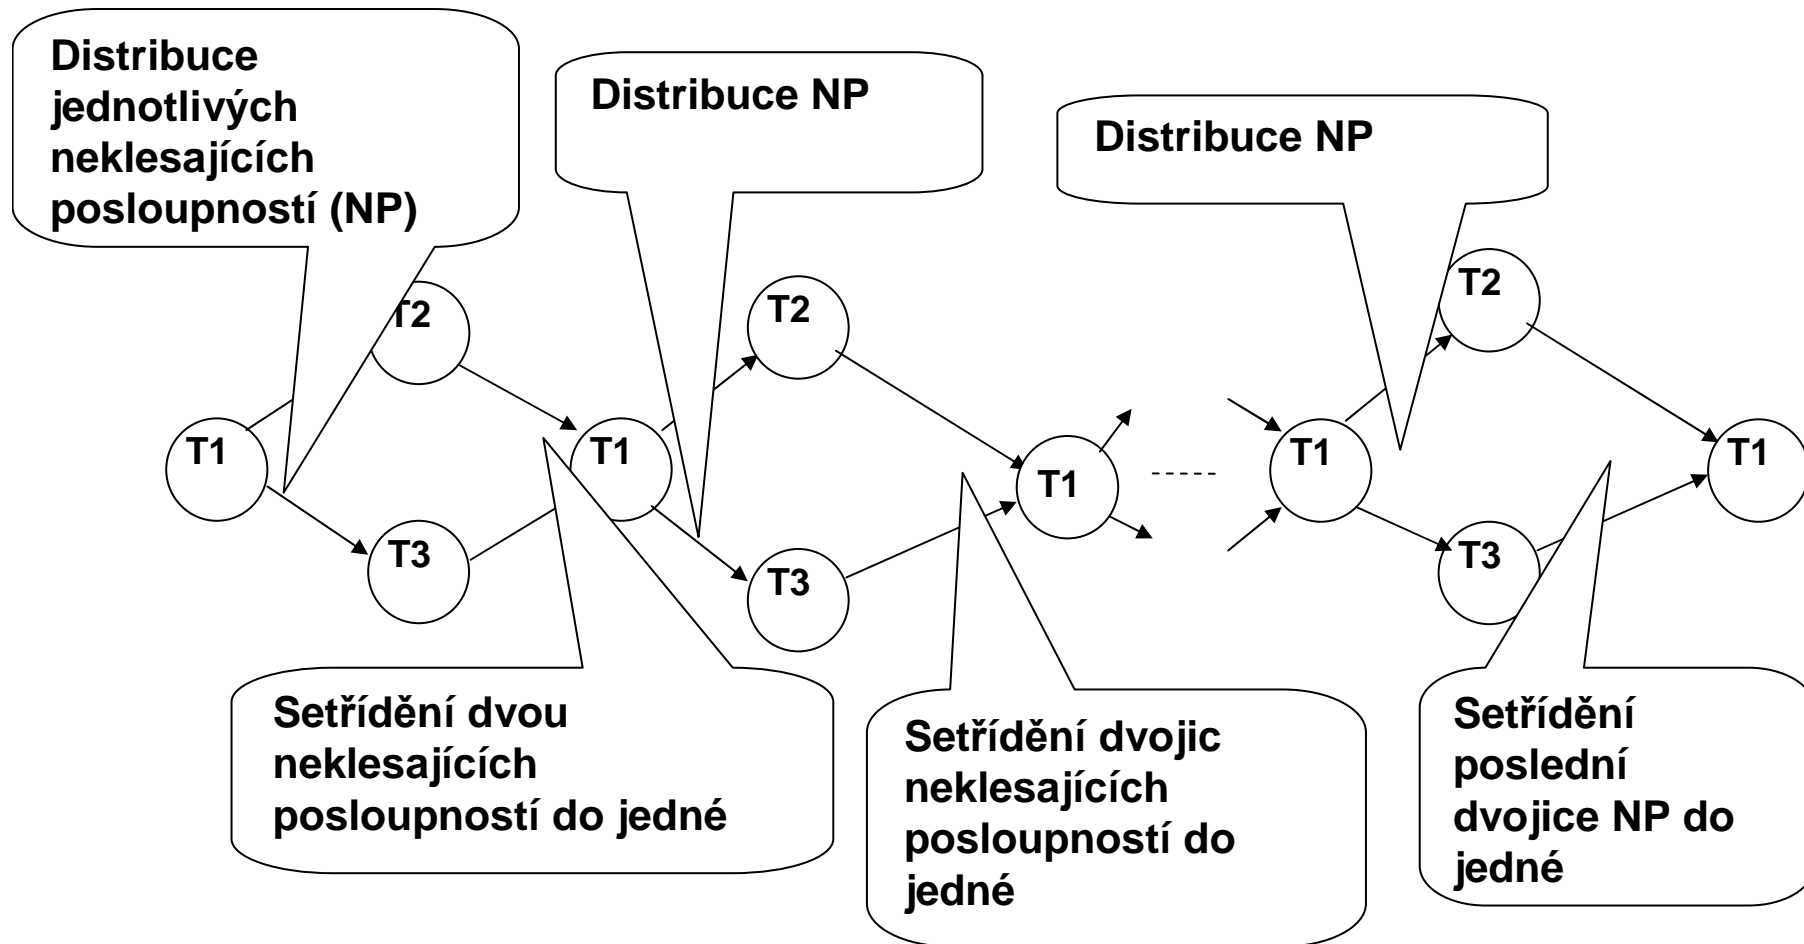 Distribuce
jednotlivých
neklesajících
posloupností (NP)
Distribuce NP
Distribuce NP
T2
T2
T2
T1
T1
T1
T1
T1
T3
T3
T3
Setřídění dvou
neklesajících
posloupností do jedné
Setřídění dvojic
neklesajících
posloupností do
jedné
Setřídění
poslední
dvojice NP do
jedné